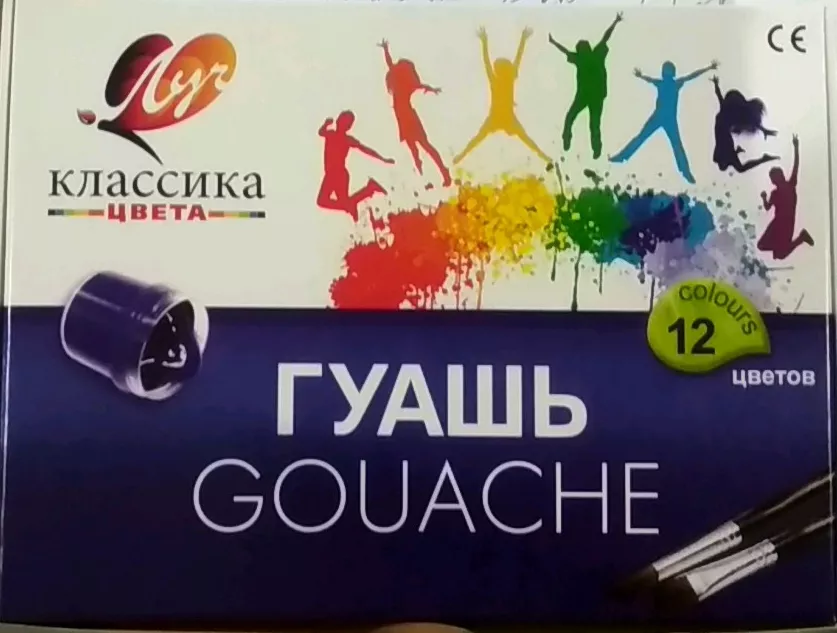 Луч
классика
ЦВЕТА
CE
colours
12
цветов
ГУАШЬ
GOUACHE